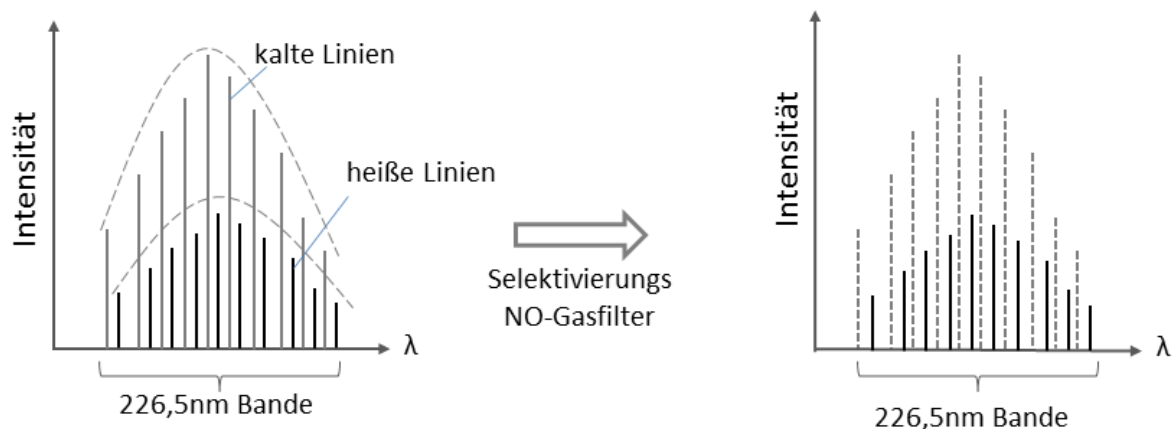 Intensität
kalte Linien
heiße Linien
λ
226,5nm Bande
Selektivierungs
NO-Gasfilter
Intensität
λ
226,5nm Bande